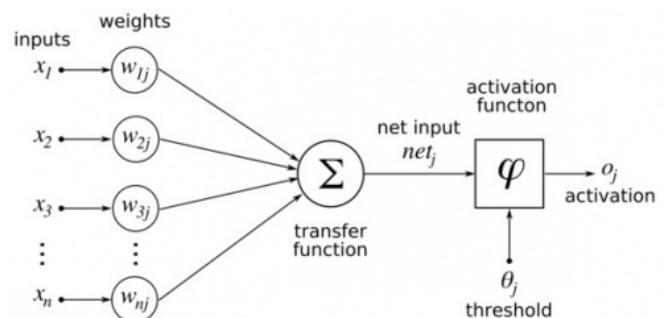 inputs
weights
x1
w1j
x2
w2j
x3
w3j
⋮
⋮
xn
wnj
Σ
transfer
function
net input
netj
activation
functon
φ
oj
activation
θj
threshold